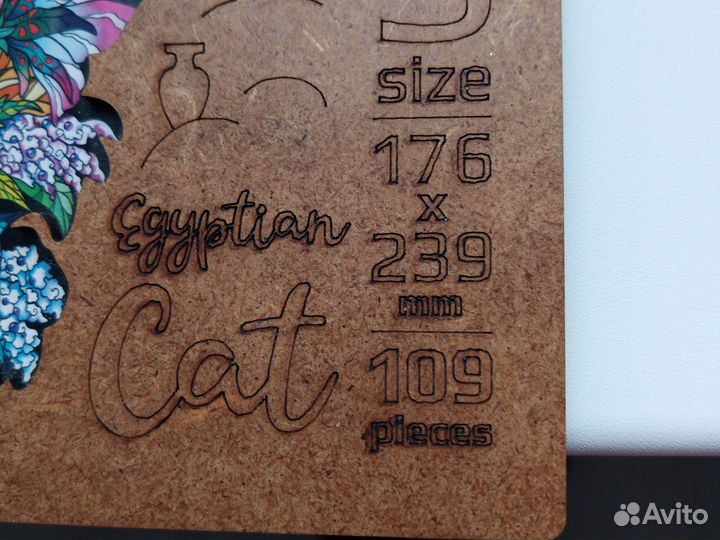 S
size
176
x
239
mm
109
pieces
Egyptian
Cat
Avito